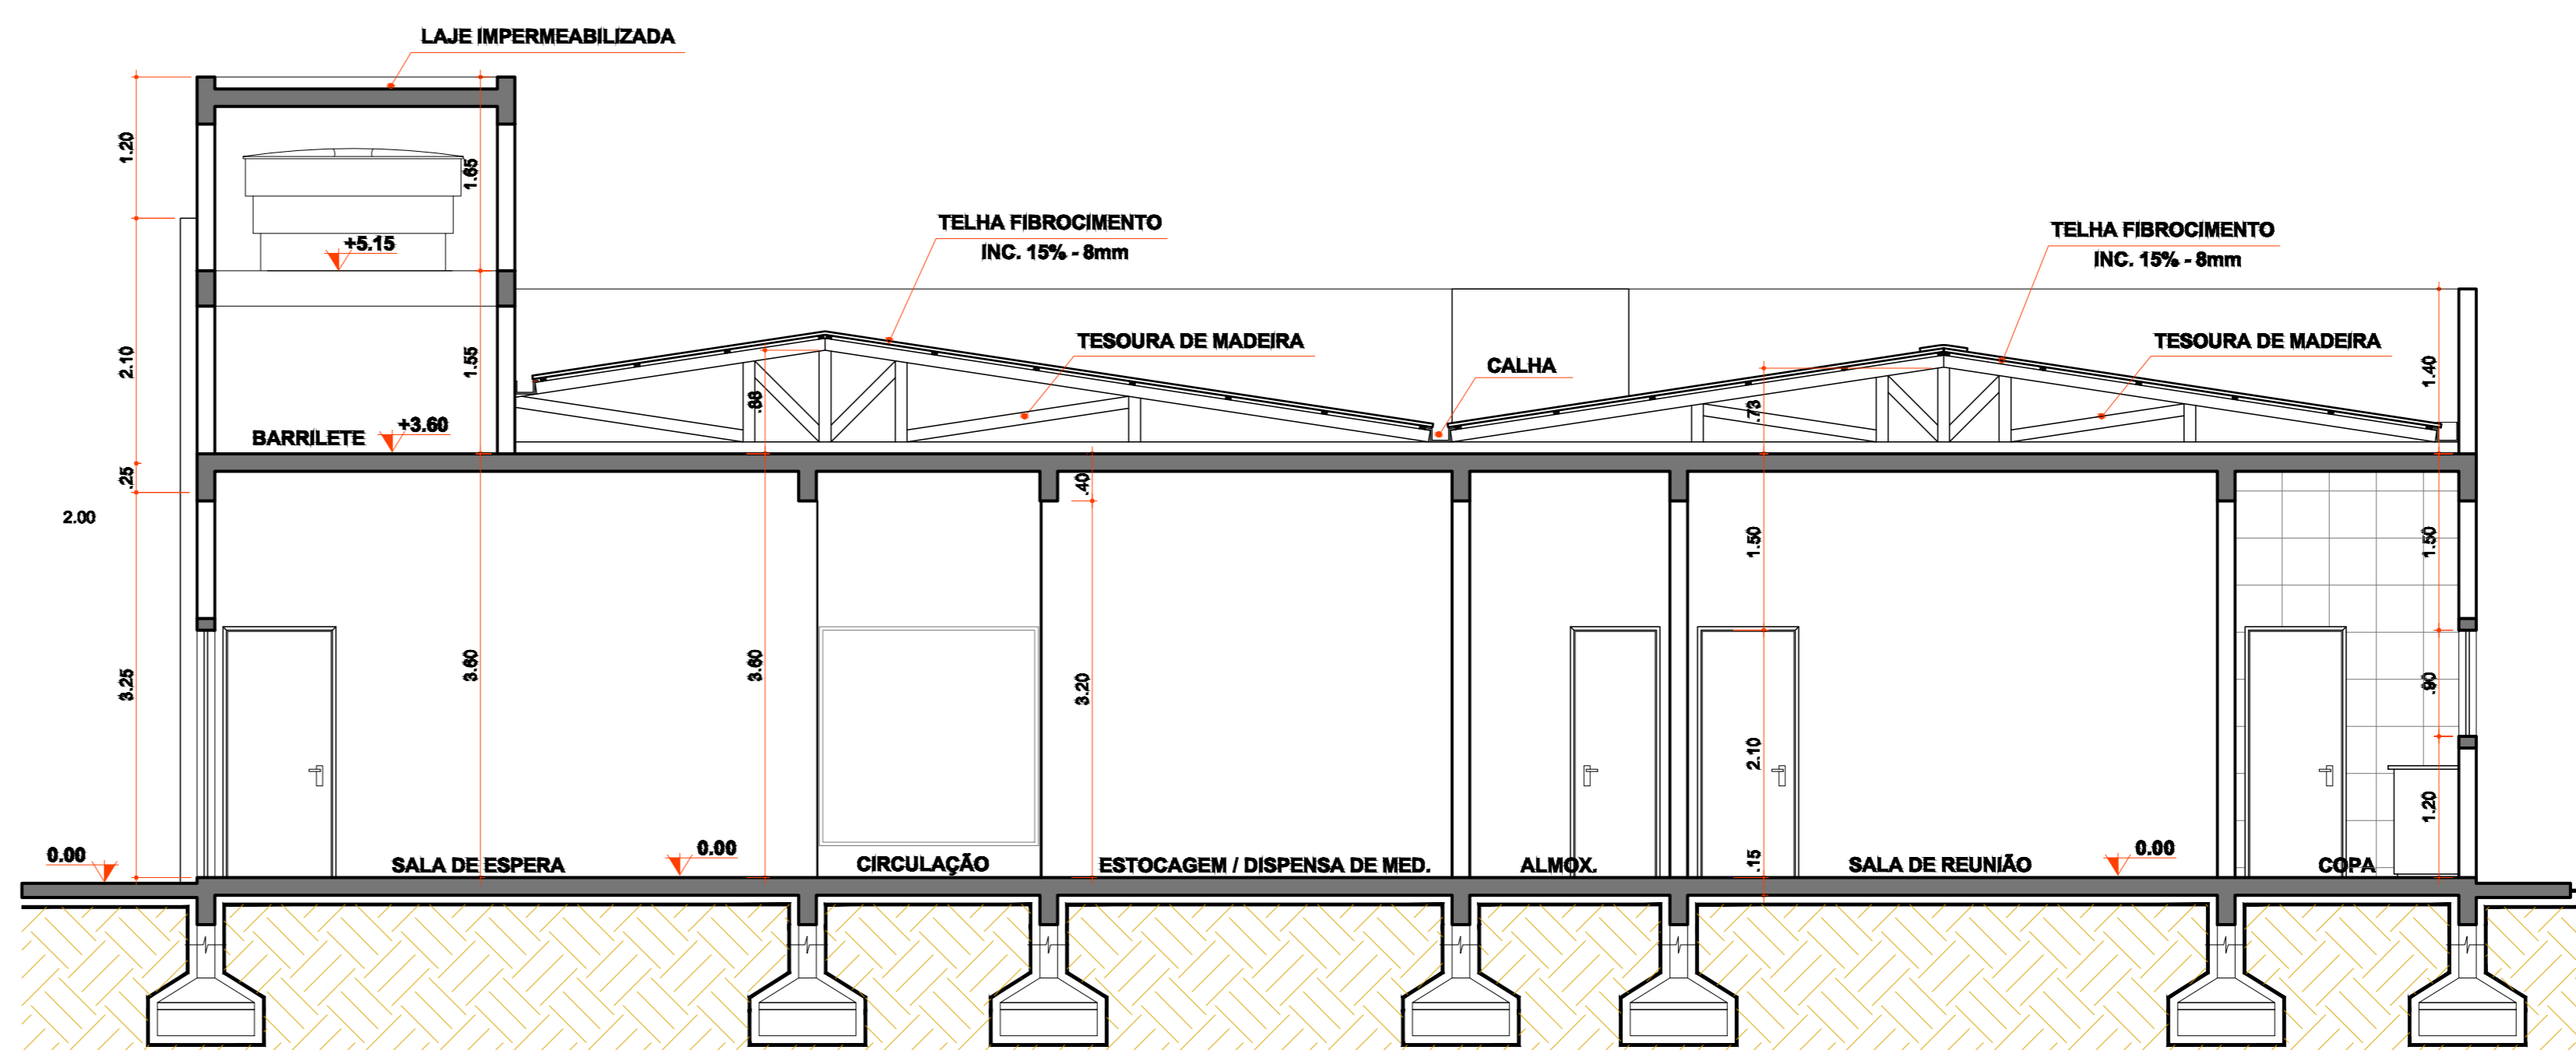 LAJE IMPERMEABILIZADA
1.20
1.65
+5.15
TELHA FIBROCIMENTO
INC. 15% - 8mm
TELHA FIBROCIMENTO
INC. 15% - 8mm
2.10
1.55
TESOURA DE MADEIRA
CALHA
TESOURA DE MADEIRA
1.40
.88
.73
BARRILETE
+3.60
.25
.40
2.00
1.50
1.50
3.25
3.60
3.60
3.20
2.10
.90
1.20
0.00
SALA DE ESPERA
0.00
CIRCULAÇÃO
ESTOCAGEM / DISPENSA DE MED.
ALMOX.
.15
SALA DE REUNIÃO
0.00
COPA